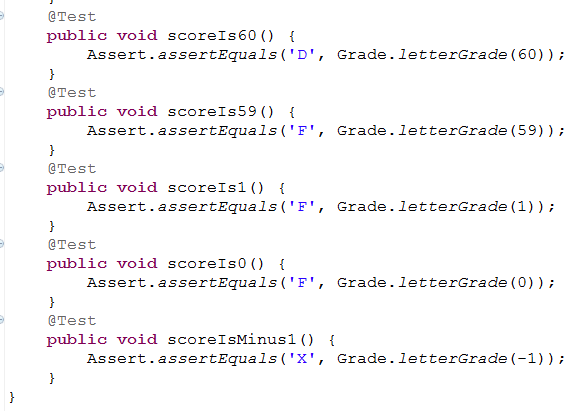 }
@Test
public void scoreIs60() {
Assert.assertEquals('D', Grade.letterGrade(60));
}
@Test
public void scoreIs59() {
Assert.assertEquals('F', Grade.letterGrade(59));
}
@Test
public void scoreIs1() {
Assert.assertEquals('F', Grade.letterGrade(1));
}
@Test
public void scoreIs0() {
Assert.assertEquals('F', Grade.letterGrade(0));
}
@Test
public void scoreIsMinus1() {
Assert.assertEquals('X', Grade.letterGrade(-1));
}
}